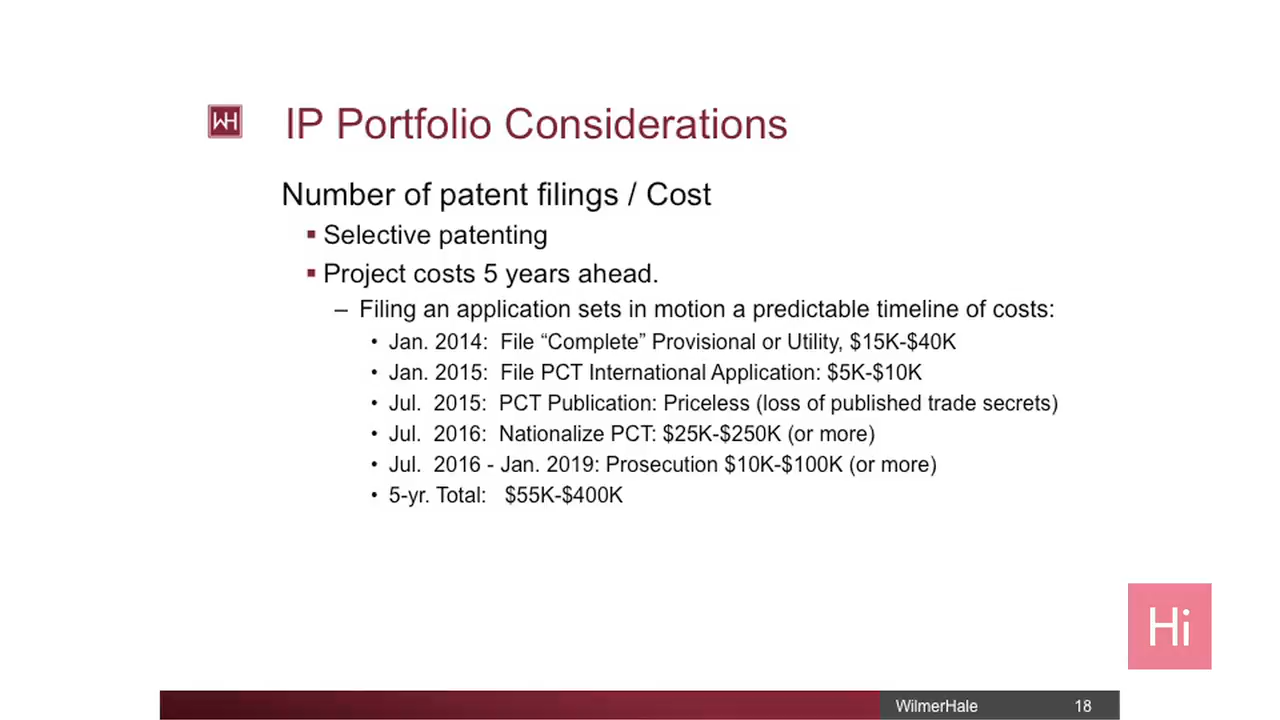 WH
IP Portfolio Considerations
Number of patent filings / Cost
▪ Selective patenting
▪ Project costs 5 years ahead.
– Filing an application sets in motion a predictable timeline of costs:
• Jan. 2014: File “Complete” Provisional or Utility, $15K-$40K
• Jan. 2015: File PCT International Application: $5K-$10K
• Jul. 2015: PCT Publication: Priceless (loss of published trade secrets)
• Jul. 2016: Nationalize PCT: $25K-$250K (or more)
• Jul. 2016 - Jan. 2019: Prosecution $10K-$100K (or more)
• 5-yr. Total: $55K-$400K
Hi
WilmerHale 18